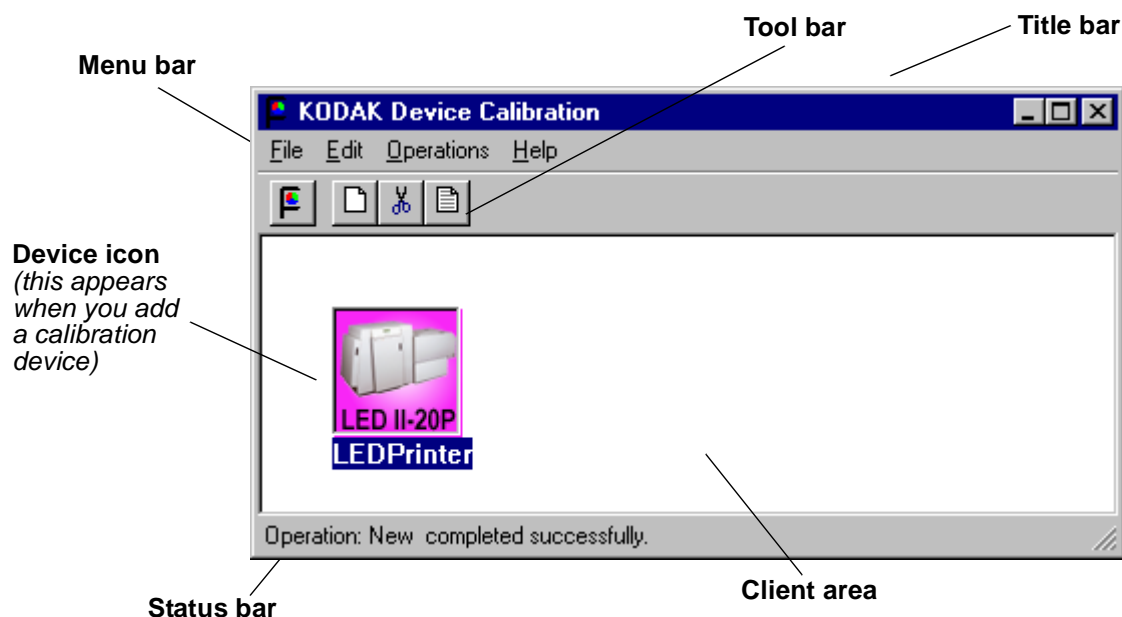 Tool bar
Title bar
Menu bar
KODAK Device Calibration
File Edit Operations Help
Device icon
(this appears
when you add
a calibration
device)
LED II-20P
LEDPrinter
Operation: New  completed successfully.
Client area
Status bar